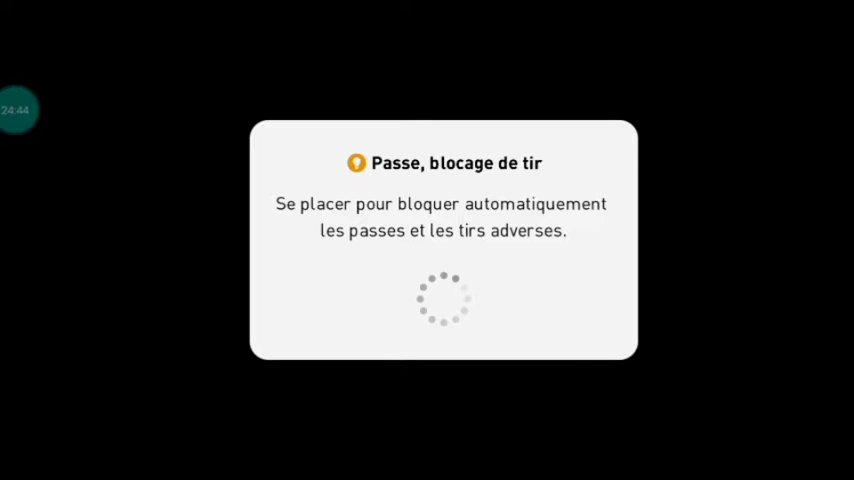 24:44
Passe, blocage de tir
Se placer pour bloquer automatiquement
les passes et les tirs adverses.